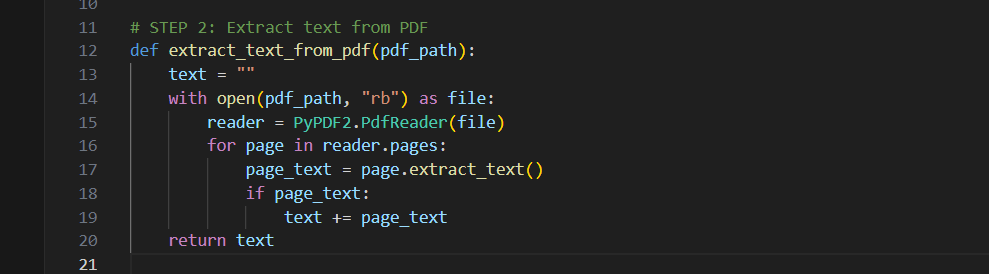 10
11 # STEP 2: Extract text from PDF
12 def extract_text_from_pdf(pdf_path):
13     text = ""
14     with open(pdf_path, "rb") as file:
15         reader = PyPDF2.PdfReader(file)
16         for page in reader.pages:
17             page_text = page.extract_text()
18             if page_text:
19                 text += page_text
20     return text
21